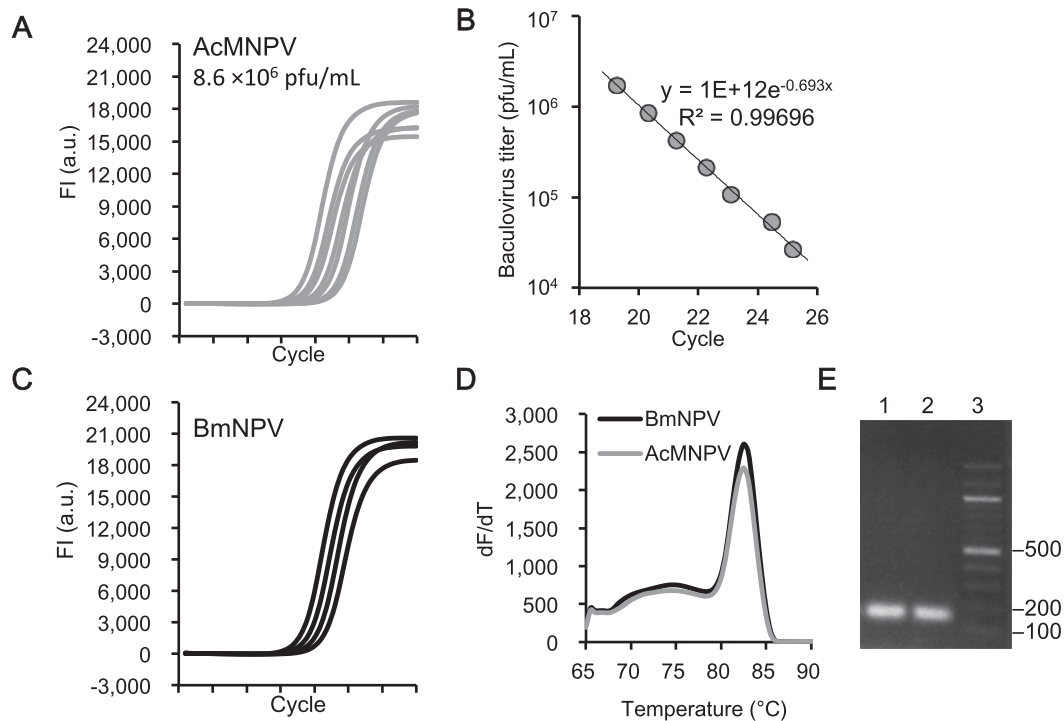 A
24,000
21,000
18,000
15,000
12,000
9,000
6,000
3,000
0
-3,000
FI (a.u.)
AcMNPV
8.6 ×10⁶ pfu/mL
Cycle
B
10⁷
10⁶
10⁵
10⁴
Baculovirus titer (pfu/mL)
y = 1E+12e⁻⁰·⁶⁹³ˣ
R² = 0.99696
18 20 22 24 26
Cycle
C
24,000
21,000
18,000
15,000
12,000
9,000
6,000
3,000
0
-3,000
FI (a.u.)
BmNPV
Cycle
D
3,000
2,500
2,000
1,500
1,000
500
0
dF/dT
BmNPV
AcMNPV
65 70 75 80 85 90
Temperature (°C)
E
1 2 3
–500
–200
–100